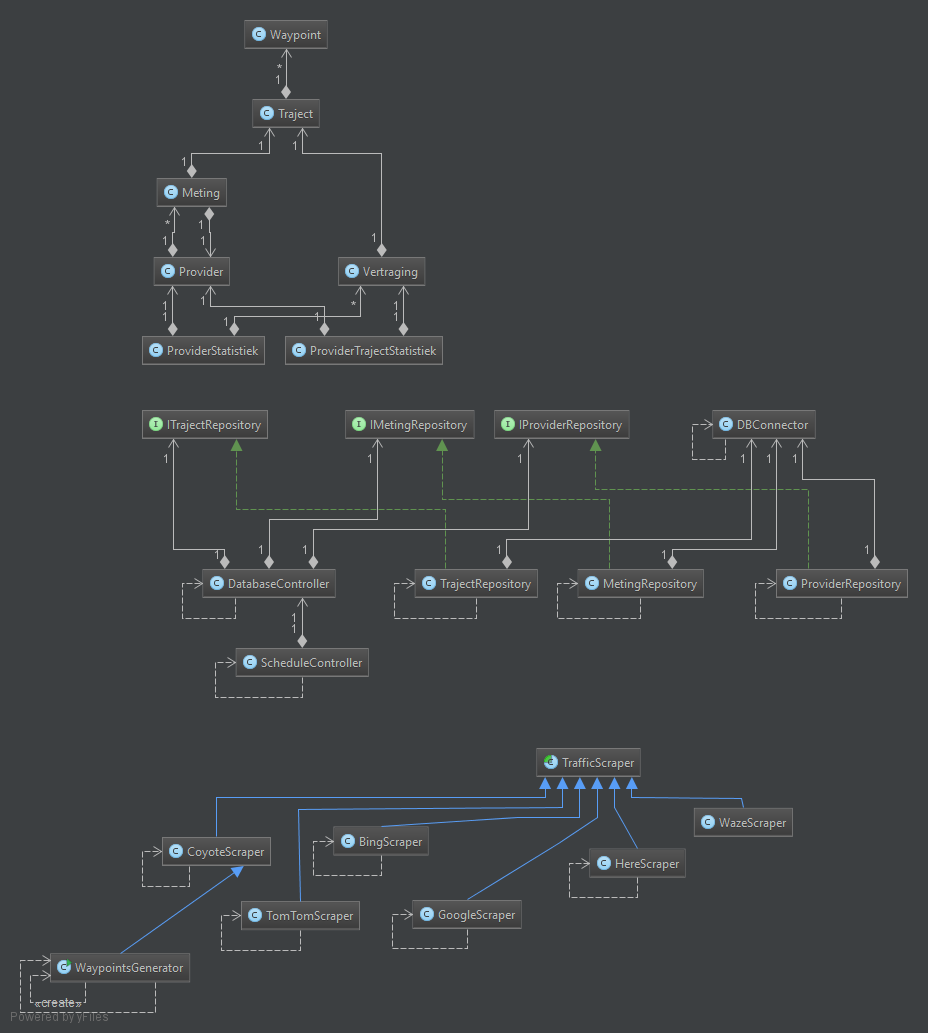 C Waypoint
*
1
C Traject
1 1
1
C Meting
* 1
1 1
1
C Provider
C Vertraging
1 1 * 1
1 1 1 1
C ProviderStatistiek
C ProviderTrajectStatistiek
I ITrajectRepository
I IMetingRepository
I IProviderRepository
C DBConnector
1 1 1 1 1 1
1 1 1 1 1 1
C DatabaseController
C TrajectRepository
C MetingRepository
C ProviderRepository
1
1
C ScheduleController
C TrafficScraper
C WazeScraper
C BingScraper
C CoyoteScraper
C HereScraper
C TomTomScraper
C GoogleScraper
C WaypointsGenerator
«create»
Powered by yFiles